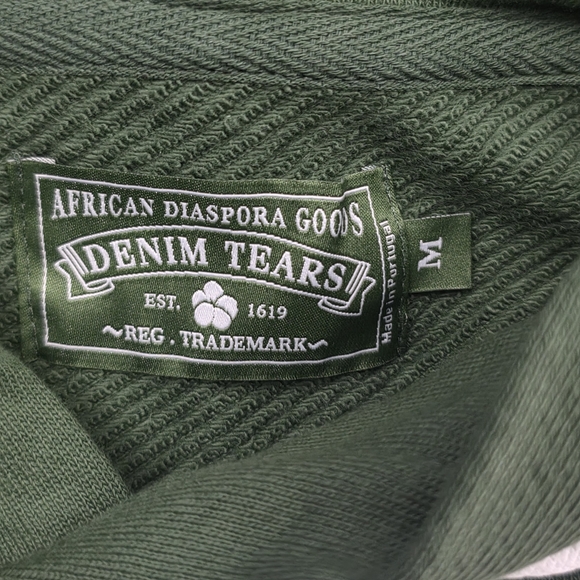 AFRICAN DIASPORA GOODS
DENIM TEARS
EST. 1619
~REG. TRADEMARK~
Made in Portugal
M